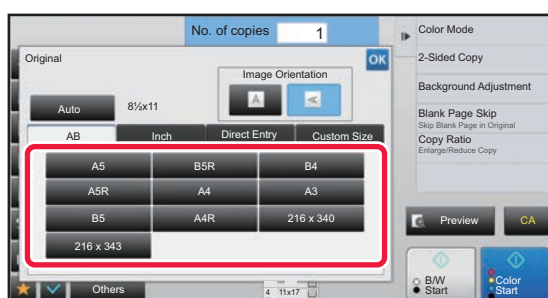 No. of copies 1
Original
OK
Image Orientation
A A
Auto 8½x11
AB Inch Direct Entry Custom Size
A5 B5R B4
A5R A4 A3
B5 A4R 216 x 340
216 x 343
Others
4 11x17
Color Mode
2-Sided Copy
Background Adjustment
Blank Page Skip
Skip Blank Page in Original
Copy Ratio
Enlarge/Reduce Copy
Preview CA
B/W Start
Color Start